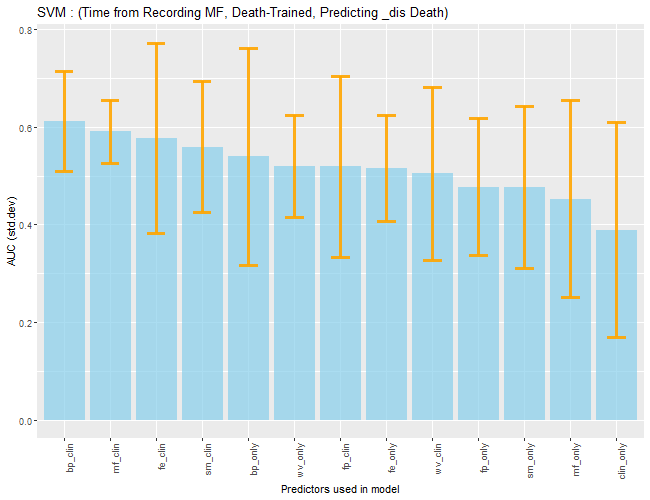 SVM : (Time from Recording MF, Death-Trained, Predicting _dis Death)
AUC (std.dev)
0.8
0.6
0.4
0.2
0.0
bp_clin
mf_clin
fe_clin
sm_clin
bp_only
wv_only
fp_clin
fe_only
wv_clin
fp_only
sm_only
mf_only
clin_only
Predictors used in model